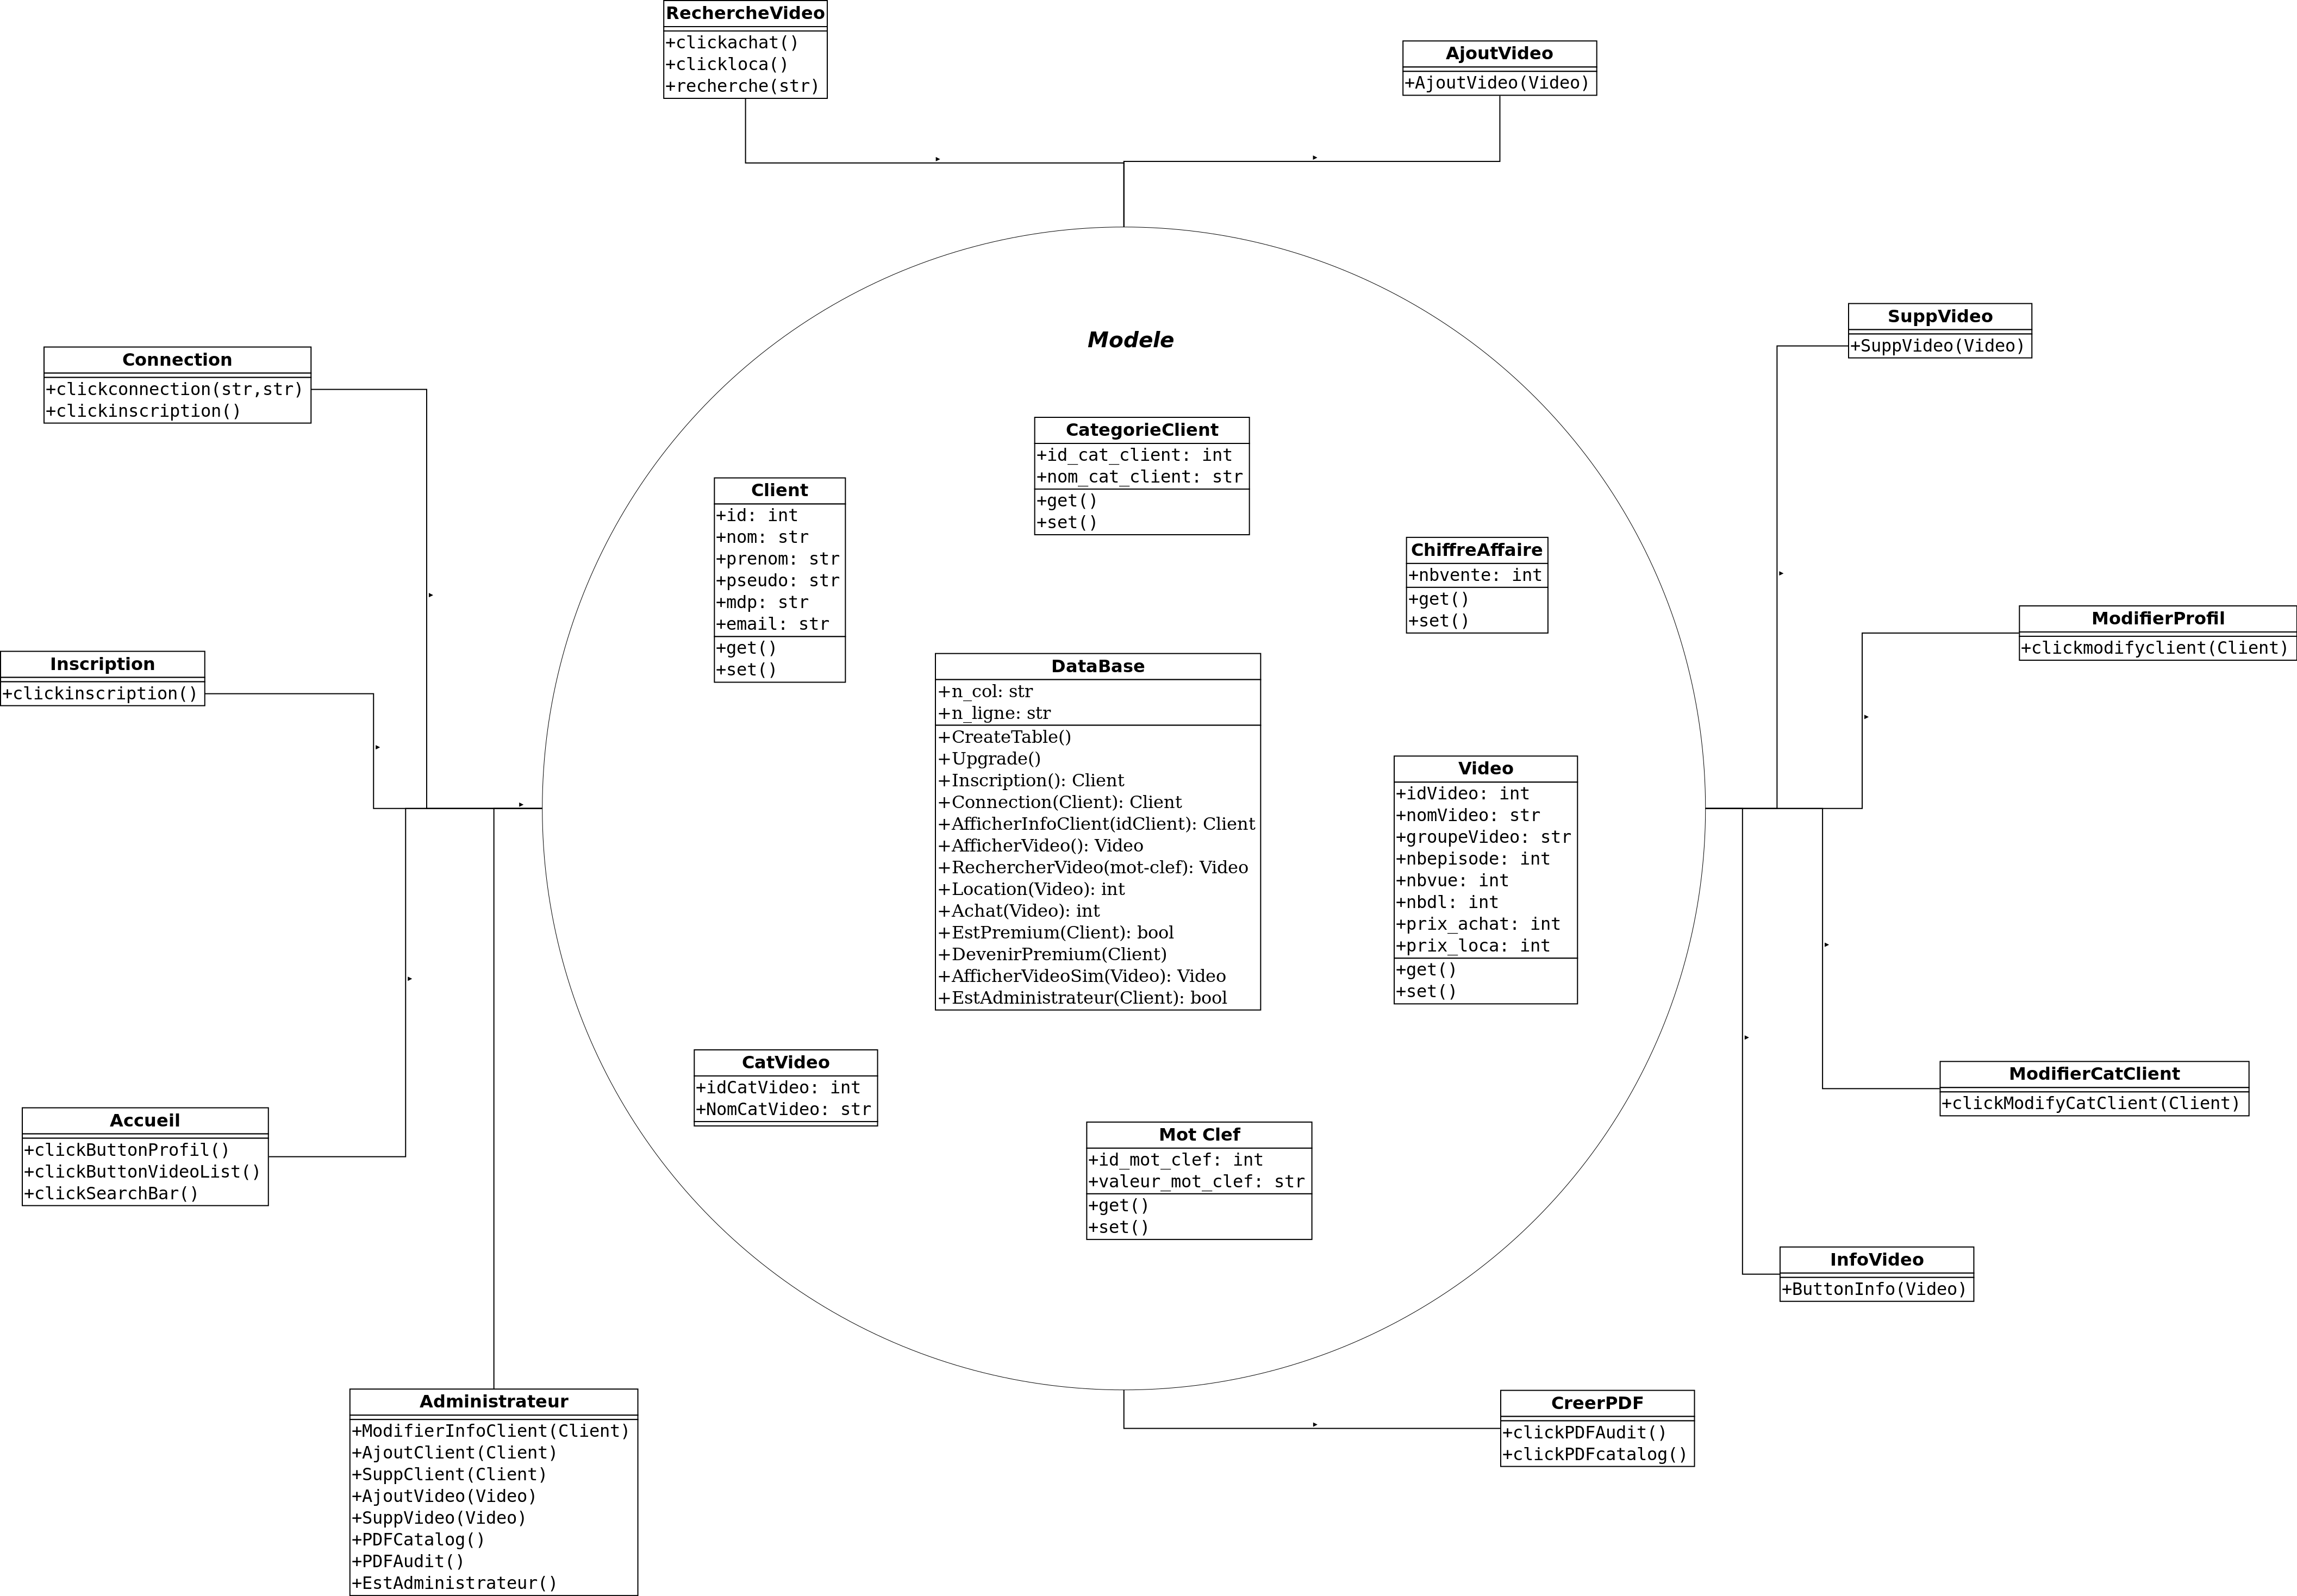 RechercheVideo
+clickachat()
+clickloca()
+recherche(str)
AjoutVideo
+AjoutVideo(Video)
SuppVideo
+SuppVideo(Video)
Modele
Connection
+clickconnection(str,str)
+clickinscription()
CategorieClient
+id_cat_client: int
+nom_cat_client: str
+get()
+set()
Client
+id: int
+nom: str
+prenom: str
+pseudo: str
+mdp: str
+email: str
+get()
+set()
ChiffreAffaire
+nbvente: int
+get()
+set()
ModifierProfil
+clickmodifyclient(Client)
Inscription
+clickinscription()
DataBase
+n_col: str
+n_ligne: str
+CreateTable()
+Upgrade()
+Inscription(): Client
+Connection(Client): Client
+AfficherInfoClient(idClient): Client
+AfficherVideo(): Video
+RechercherVideo(mot-clef): Video
+Location(Video): int
+Achat(Video): int
+EstPremium(Client): bool
+DevenirPremium(Client)
+AfficherVideoSim(Video): Video
+EstAdministrateur(Client): bool
Video
+idVideo: int
+nomVideo: str
+groupeVideo: str
+nbepisode: int
+nbvue: int
+nbdl: int
+prix_achat: int
+prix_loca: int
+get()
+set()
CatVideo
+idCatVideo: int
+NomCatVideo: str
ModifierCatClient
+clickModifyCatClient(Client)
Accueil
+clickButtonProfil()
+clickButtonVideoList()
+clickSearchBar()
Mot Clef
+id_mot_clef: int
+valeur_mot_clef: str
+get()
+set()
InfoVideo
+ButtonInfo(Video)
Administrateur
+ModifierInfoClient(Client)
+AjoutClient(Client)
+SuppClient(Client)
+AjoutVideo(Video)
+SuppVideo(Video)
+PDFCatalog()
+PDFAudit()
+EstAdministrateur()
CreerPDF
+clickPDFAudit()
+clickPDFcatalog()